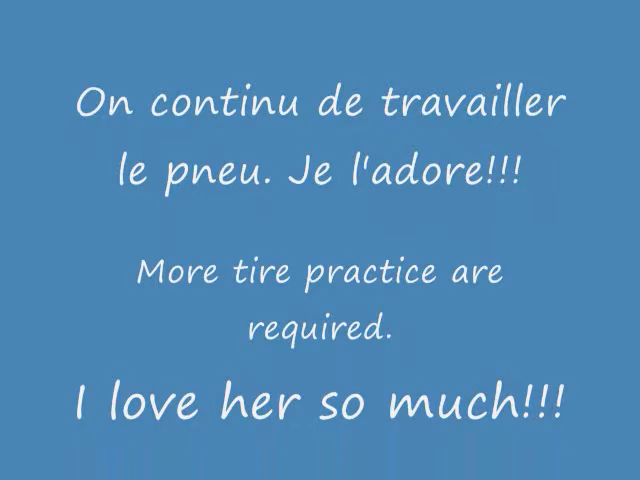 On continu de travailler
le pneu. Je l'adore!!!
More tire practice are
required.
I love her so much!!!